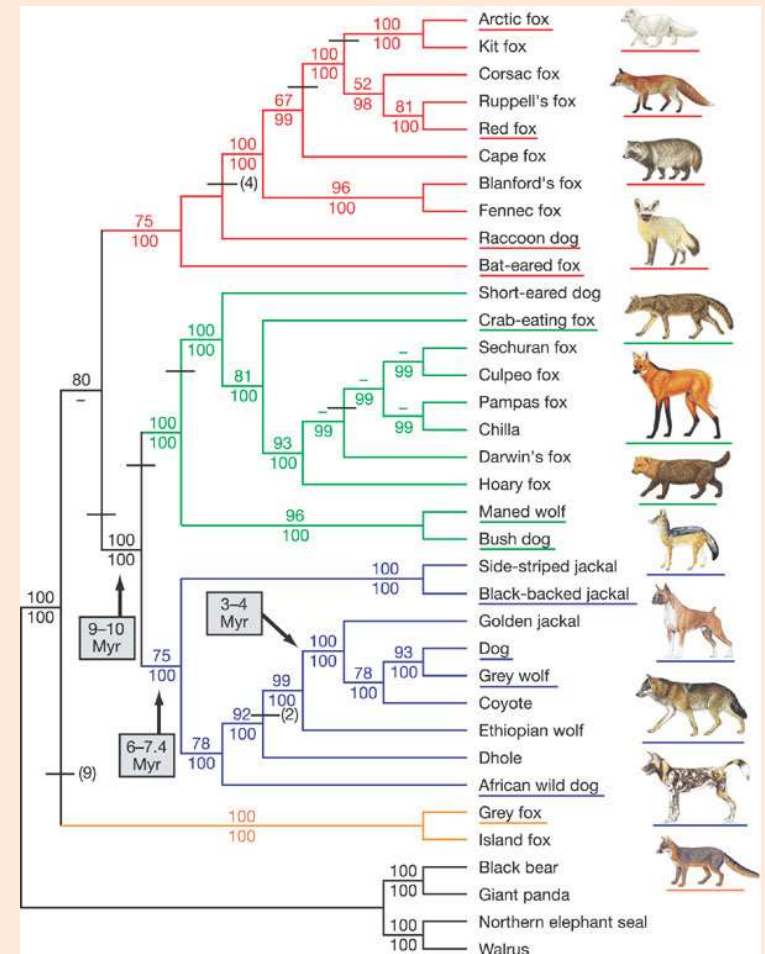 100
100
Arctic fox
Kit fox
100
100
52
98
Corsac fox
67
99
81
100
Ruppell's fox
Red fox
100
100
Cape fox
(4)
96
100
Blanford's fox
Fennec fox
75
100
Raccoon dog
Bat-eared fox
Short-eared dog
100
100
Crab-eating fox
81
100
–
99
Sechuran fox
Culpeo fox
–
99
80
–
–
99
Pampas fox
Chilla
100
100
–
99
93
100
Darwin's fox
Hoary fox
96
100
Maned wolf
Bush dog
100
100
100
100
Side-striped jackal
Black-backed jackal
3–4
Myr
9–10
Myr
100
100
Golden jackal
100
100
93
100
Dog
Grey wolf
75
100
78
100
Coyote
99
100
92
100
(2)
Ethiopian wolf
6–7.4
Myr
78
100
Dhole
(9)
African wild dog
100
100
Grey fox
Island fox
100
100
Black bear
Giant panda
100
100
Northern elephant seal
Walrus